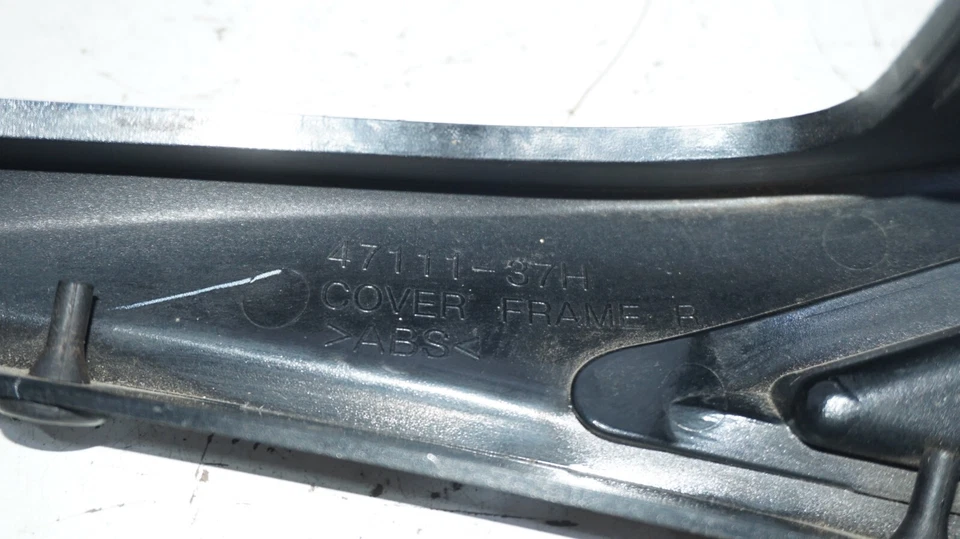 47111-37H
COVER FRAME R
>ABS<